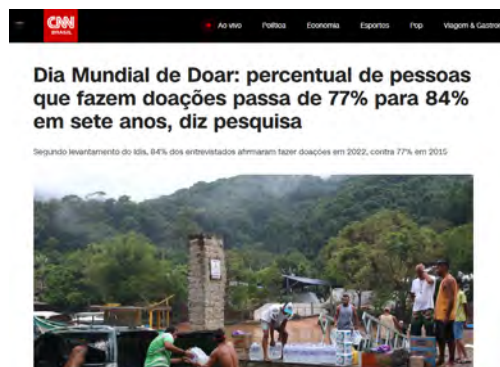 CNN
BRASIL
Ao vivo Política Economia Esportes Pop Viagem & Gastron
Dia Mundial de Doar: percentual de pessoas
que fazem doações passa de 77% para 84%
em sete anos, diz pesquisa
Segundo levantamento do Idis, 84% dos entrevistados afirmaram fazer doações em 2022, contra 77% em 2015